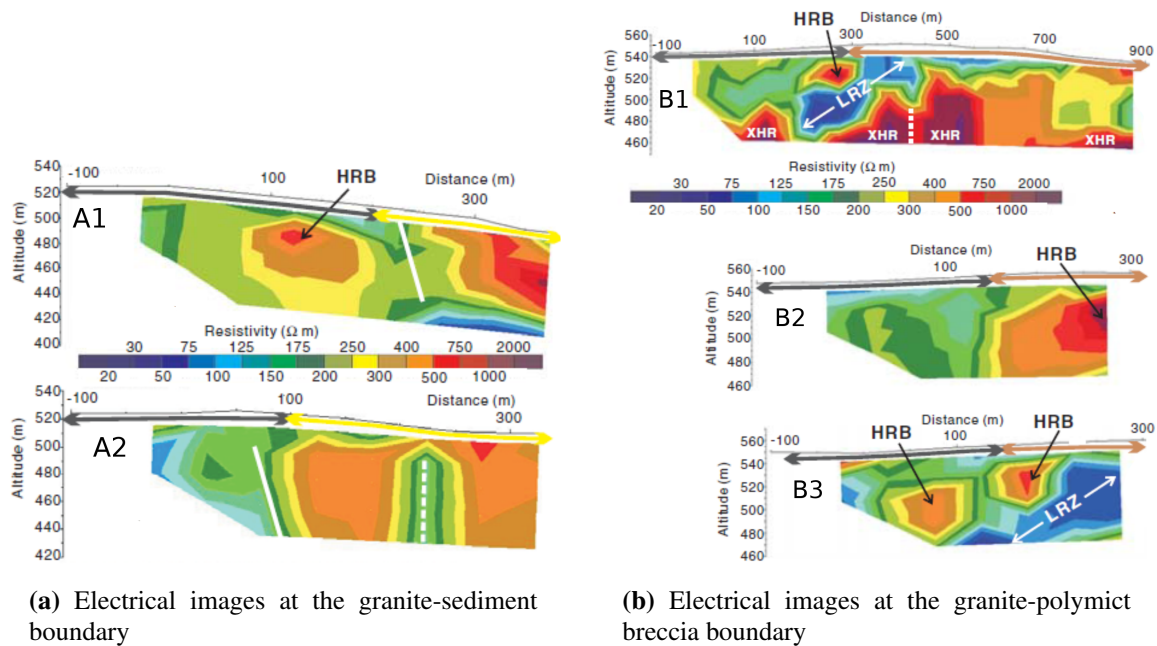 HRB
Distance (m)
-100 100 300 500 700 900
560
540
520
500
480
460
Altitude (m)
B1
LRZ
XHR XHR XHR XHR
Resistivity (Ω m)
30 75 125 175 250 400 750 2000
20 50 100 150 200 300 500 1000
540
520
500
480
460
440
420
400
Altitude (m)
-100 100 300
HRB
Distance (m)
A1
Resistivity (Ω m)
30 75 125 175 250 400 750 2000
20 50 100 150 200 300 500 1000
-100 100 300
Distance (m)
520
500
480
460
440
420
Altitude (m)
A2
Distance (m)
HRB
-100 100 300
560
540
520
500
480
460
Altitude (m)
B2
Distance (m)
HRB HRB
-100 100 300
560
540
520
500
480
460
Altitude (m)
B3
LRZ
(a) Electrical images at the granite-sediment
boundary
(b) Electrical images at the granite-polymict
breccia boundary